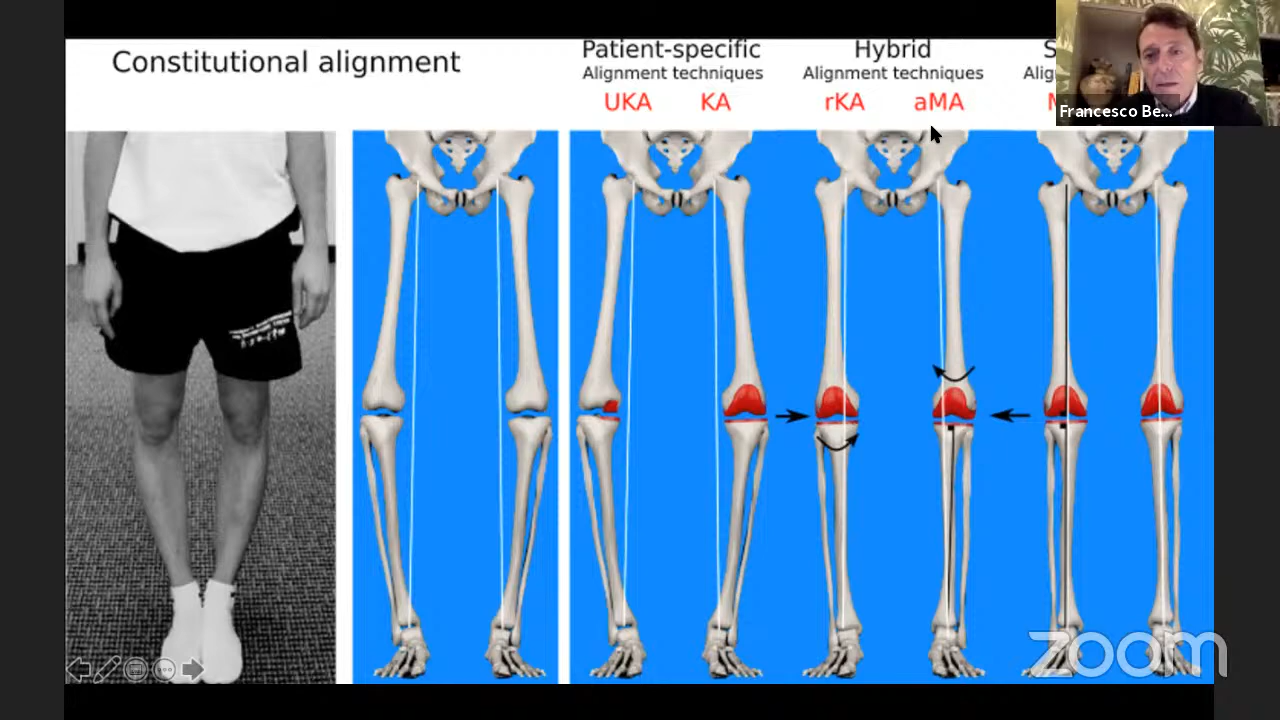 Constitutional alignment
Patient-specific
Alignment techniques
UKA KA
Hybrid
Alignment techniques
rKA aMA
Francesco Be...
zoom